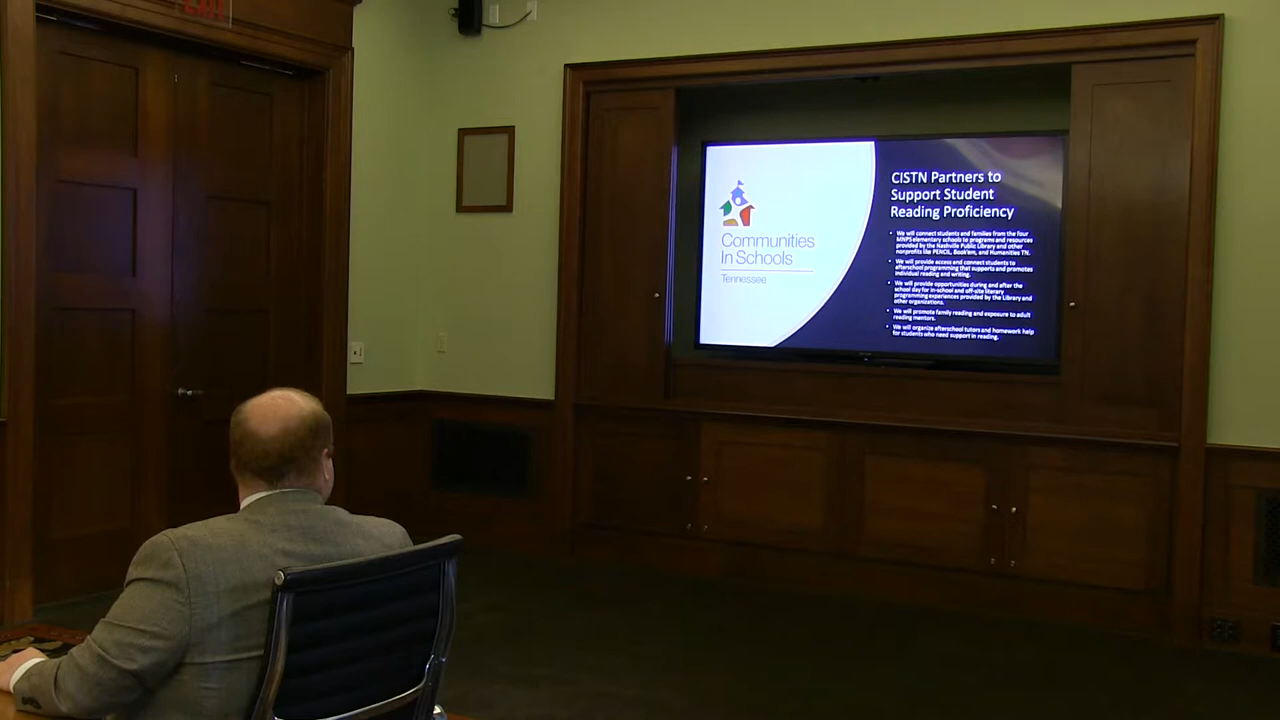 EXIT
Communities
In Schools
Tennessee
CISTN Partners to
Support Student
Reading Proficiency
• We will connect students and families from the four
MNPS elementary schools to programs and resources
provided by the Nashville Public Library and other
nonprofits like PENCIL, Book'em, and Humanities TN.
• We will provide access and connect students to
afterschool programming that supports and promotes
individual reading and writing.
• We will provide opportunities during and after the
school day for in-school and off-site literary
programming experiences provided by the Library and
other organizations.
• We will promote family reading and exposure to adult
reading mentors.
• We will organize afterschool tutors and homework help
for students who need support in reading.